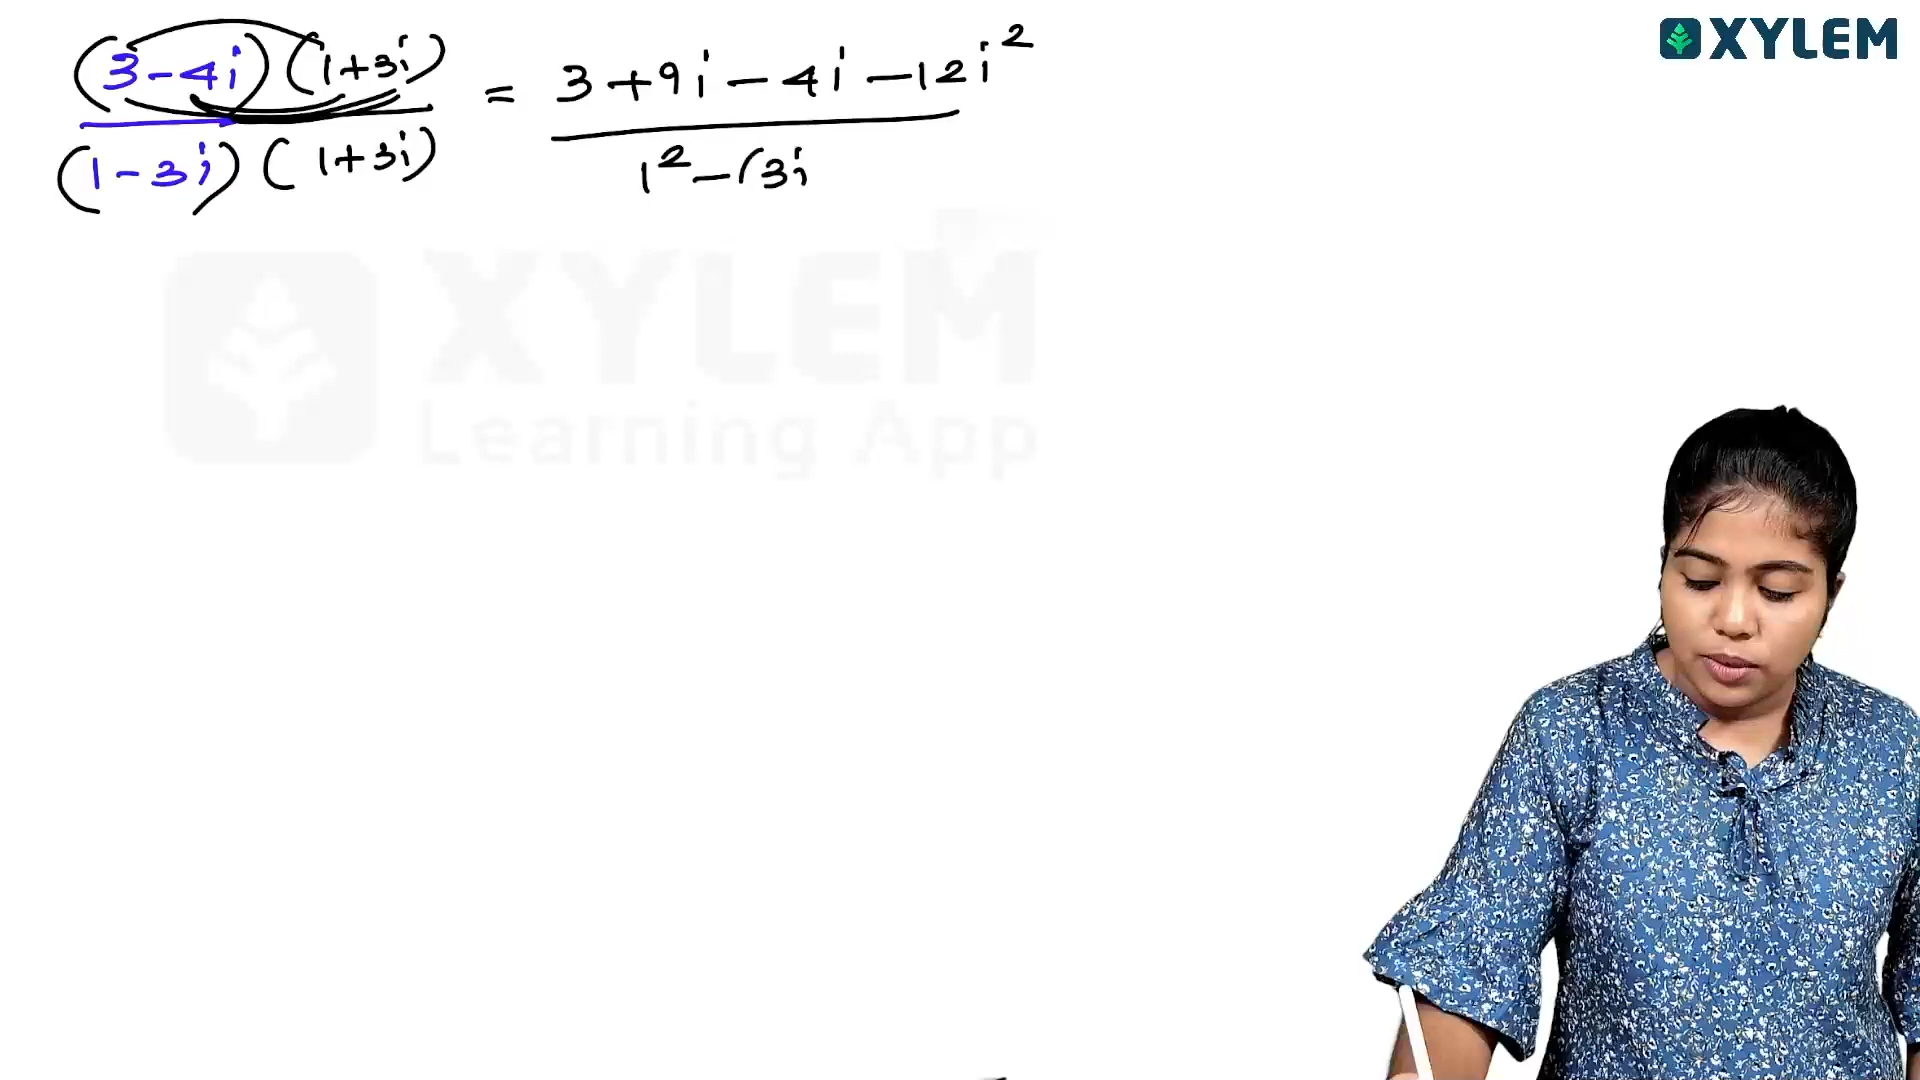 (3-4i)(1+3i) / (1-3i)(1+3i) = 3+9i-4i-12i² / 1²-(3i
XYLEM
XYLEM
Learning App